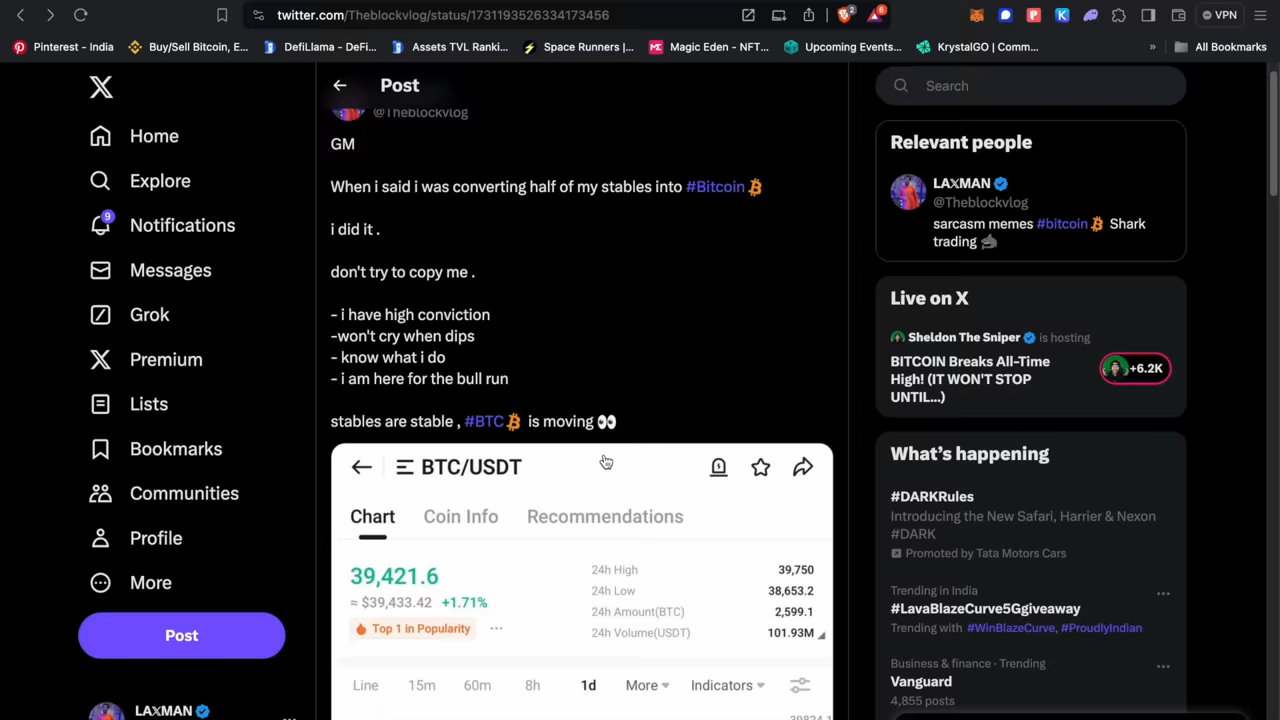 twitter.com/Theblockvlog/status/1731193526334173456
2
6
VPN
Pinterest - India
Buy/Sell Bitcoin, E...
DefiLlama - DeFi...
Assets TVL Ranki...
Space Runners |...
Magic Eden - NFT...
Upcoming Events...
KrystalGO | Comm...
»
All Bookmarks
Home
Explore
9
Notifications
Messages
Grok
Premium
Lists
Bookmarks
Communities
Profile
More
Post
LAXMAN
Post
@Theblockvlog
GM
When i said i was converting half of my stables into #Bitcoin
i did it .
don't try to copy me .
- i have high conviction
-won't cry when dips
- know what i do
- i am here for the bull run
stables are stable , #BTC is moving 👀
BTC/USDT
Chart Coin Info Recommendations
39,421.6
≈ $39,433.42 +1.71%
Top 1 in Popularity
24h High 39,750
24h Low 38,653.2
24h Amount(BTC) 2,599.1
24h Volume(USDT) 101.93M
Line 15m 60m 8h 1d More Indicators
Search
Relevant people
LAXMAN
@Theblockvlog
sarcasm memes #bitcoin Shark
trading
Live on X
Sheldon The Sniper is hosting
BITCOIN Breaks All-Time
High! (IT WON'T STOP
UNTIL...)
+6.2K
What's happening
#DARKRules
Introducing the New Safari, Harrier & Nexon
#DARK
Promoted by Tata Motors Cars
Trending in India
#LavaBlazeCurve5Ggiveaway
Trending with #WinBlazeCurve, #ProudlyIndian
Business & finance · Trending
Vanguard
4,855 posts